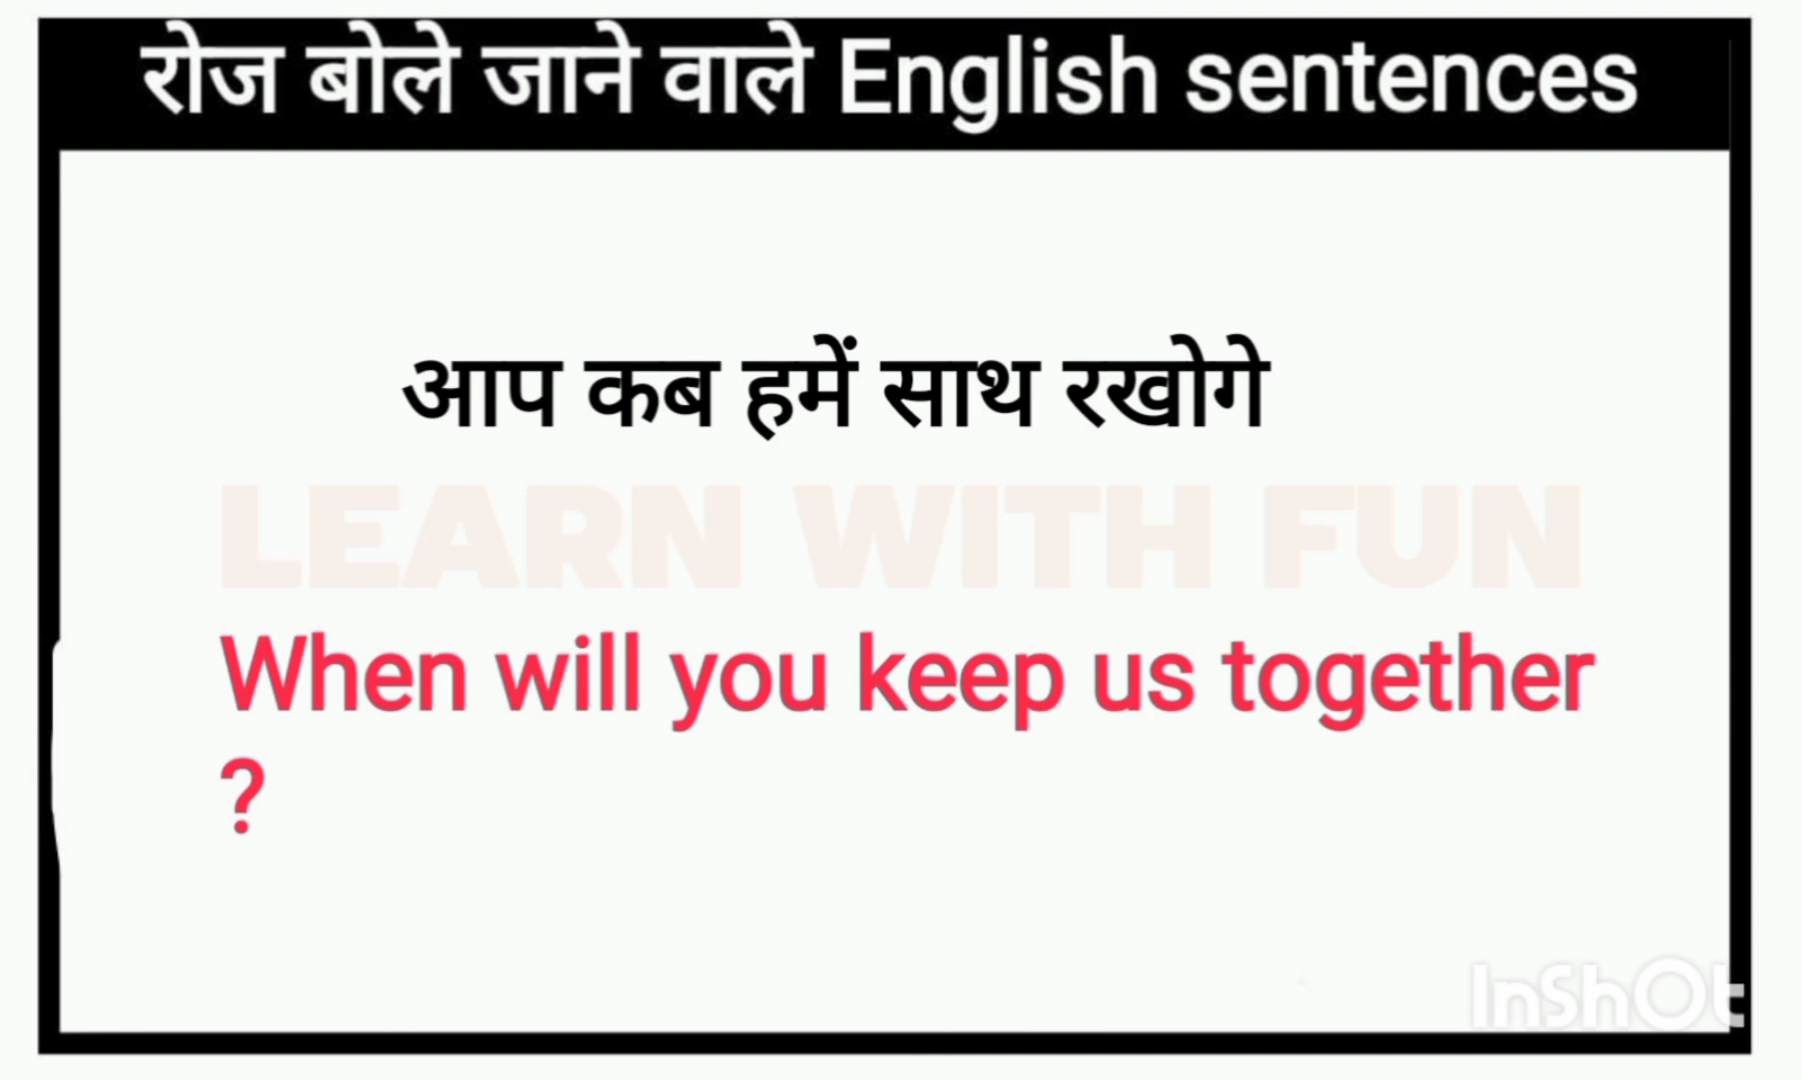 रोज बोले जाने वाले English sentences
आप कब हमें साथ रखोगे
LEARN WITH FUN
When will you keep us together
?
InShOt